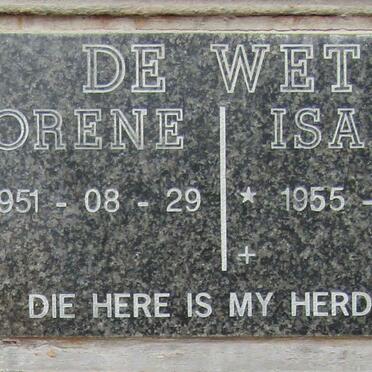 DE WET
ORENE ISA
951 - 08 - 29 * 1955 -
+
DIE HERE IS MY HERD